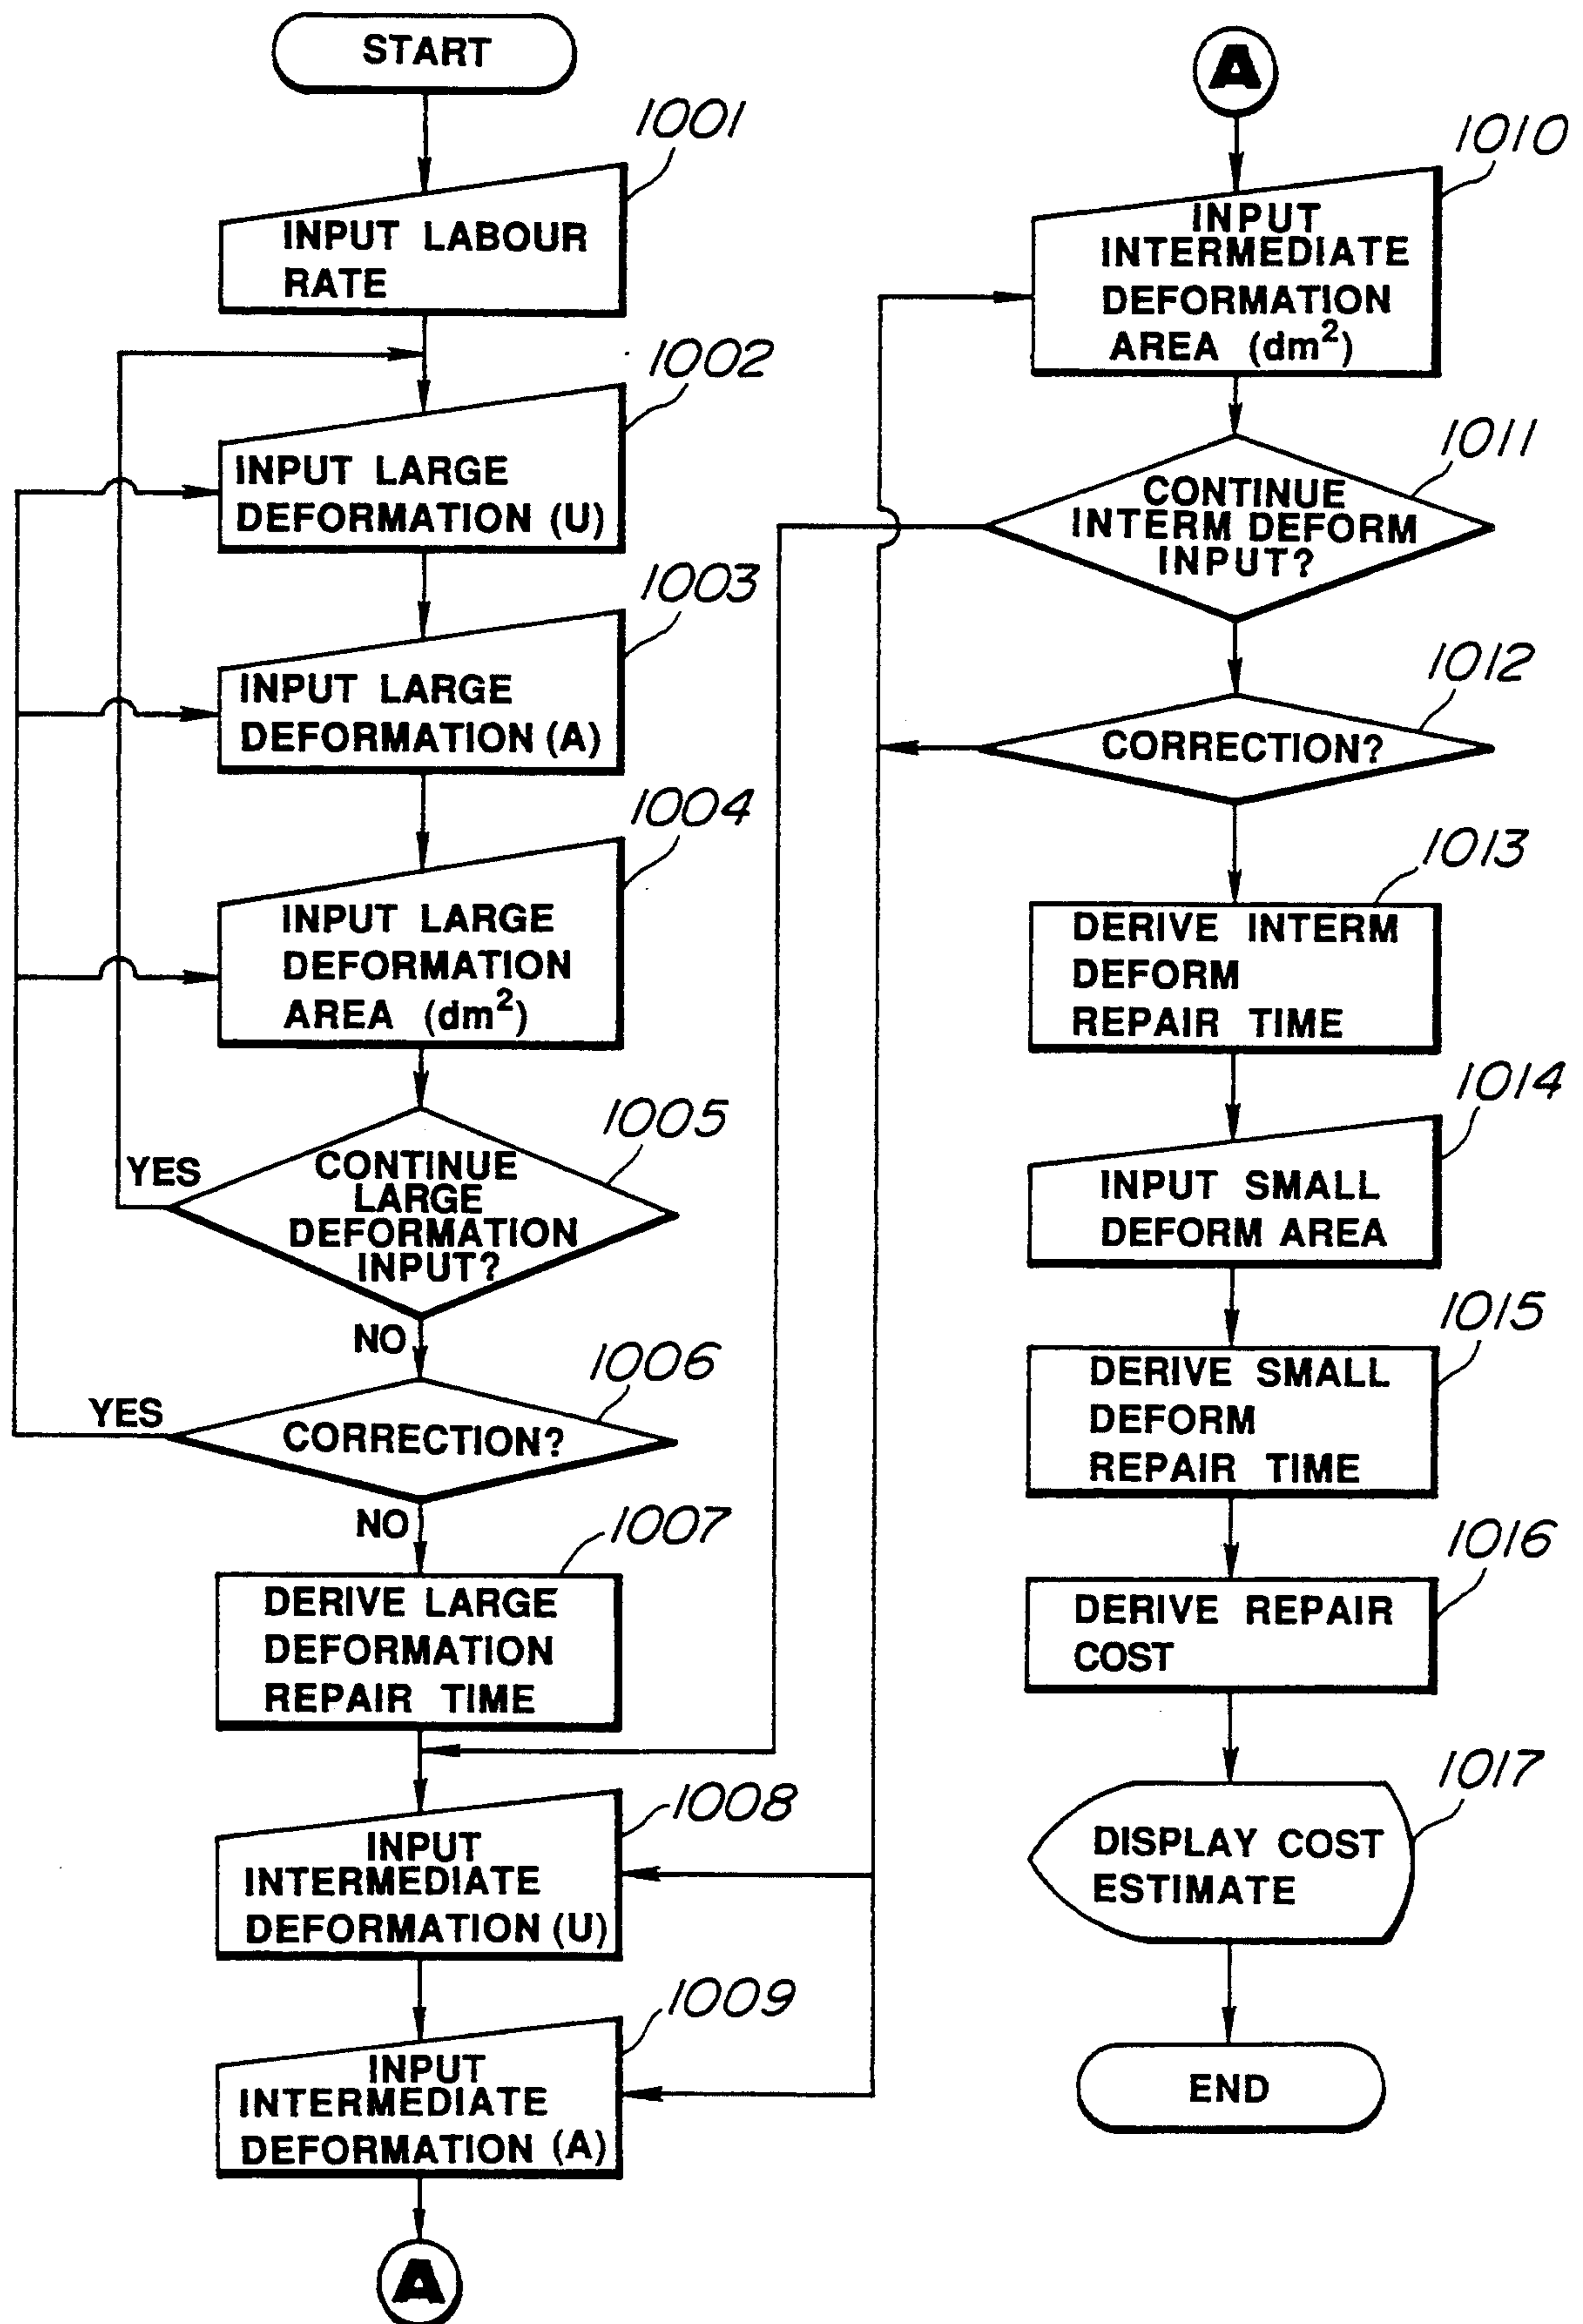 START
1001
INPUT LABOUR
RATE
1002
INPUT LARGE
DEFORMATION (U)
1003
INPUT LARGE
DEFORMATION (A)
1004
INPUT LARGE
DEFORMATION
AREA (dm²)
1005
YES
CONTINUE
LARGE
DEFORMATION
INPUT?
NO
1006
YES
CORRECTION?
NO
1007
DERIVE LARGE
DEFORMATION
REPAIR TIME
1008
INPUT
INTERMEDIATE
DEFORMATION (U)
1009
INPUT
INTERMEDIATE
DEFORMATION (A)
A
A
1010
INPUT
INTERMEDIATE
DEFORMATION
AREA (dm²)
1011
CONTINUE
INTERM DEFORM
INPUT?
1012
CORRECTION?
1013
DERIVE INTERM
DEFORM
REPAIR TIME
1014
INPUT SMALL
DEFORM AREA
1015
DERIVE SMALL
DEFORM
REPAIR TIME
1016
DERIVE REPAIR
COST
1017
DISPLAY COST
ESTIMATE
END